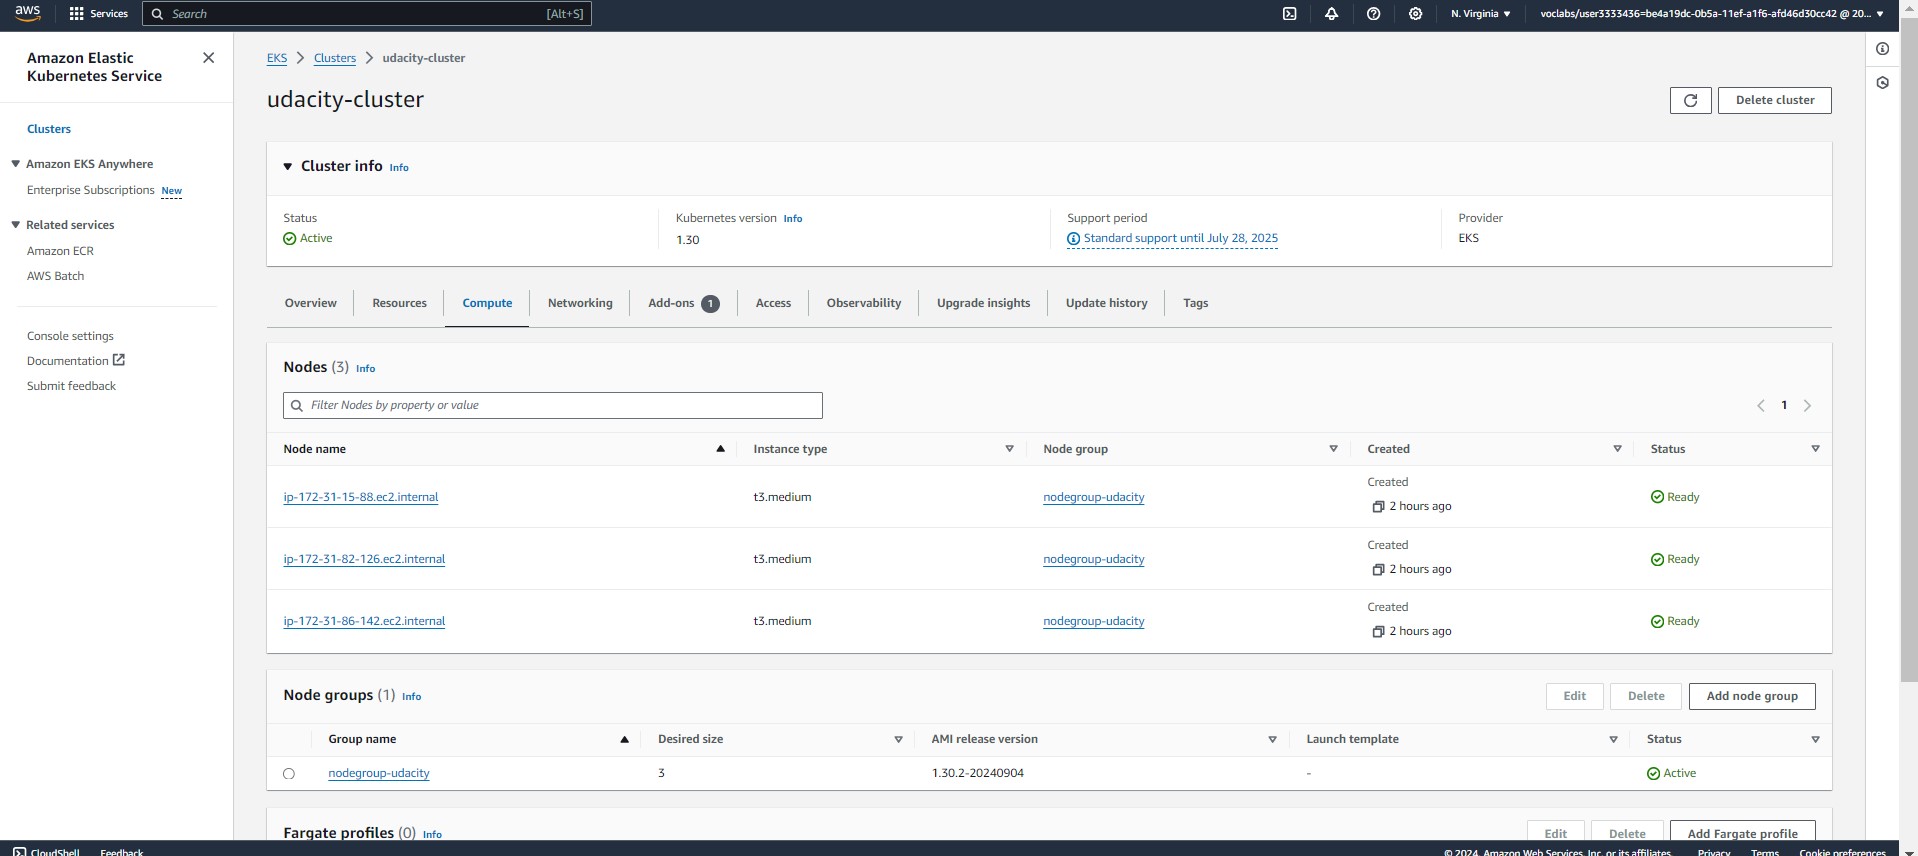 aws
Services
Search
[Alt+S]
N. Virginia
voclabs/user3333436=be4a19dc-0b5a-11ef-a1f6-afd46d30cc42 @ 20...
Amazon Elastic
Kubernetes Service
Clusters
Amazon EKS Anywhere
Enterprise Subscriptions New
Related services
Amazon ECR
AWS Batch
Console settings
Documentation
Submit feedback
EKS > Clusters > udacity-cluster
udacity-cluster
Delete cluster
Cluster info Info
Status
Active
Kubernetes version Info
1.30
Support period
Standard support until July 28, 2025
Provider
EKS
Overview Resources Compute Networking Add-ons 1 Access Observability Upgrade insights Update history Tags
Nodes (3) Info
Filter Nodes by property or value
1
Node name Instance type Node group Created Status
Created
ip-172-31-15-88.ec2.internal t3.medium nodegroup-udacity Ready
2 hours ago
Created
ip-172-31-82-126.ec2.internal t3.medium nodegroup-udacity Ready
2 hours ago
Created
ip-172-31-86-142.ec2.internal t3.medium nodegroup-udacity Ready
2 hours ago
Node groups (1) Info
Edit Delete Add node group
Group name Desired size AMI release version Launch template Status
nodegroup-udacity 3 1.30.2-20240904 - Active
Fargate profiles (0) Info
Edit Delete Add Fargate profile
CloudShell Feedback
© 2024, Amazon Web Services, Inc. or its affiliates. Privacy Terms Cookie preferences